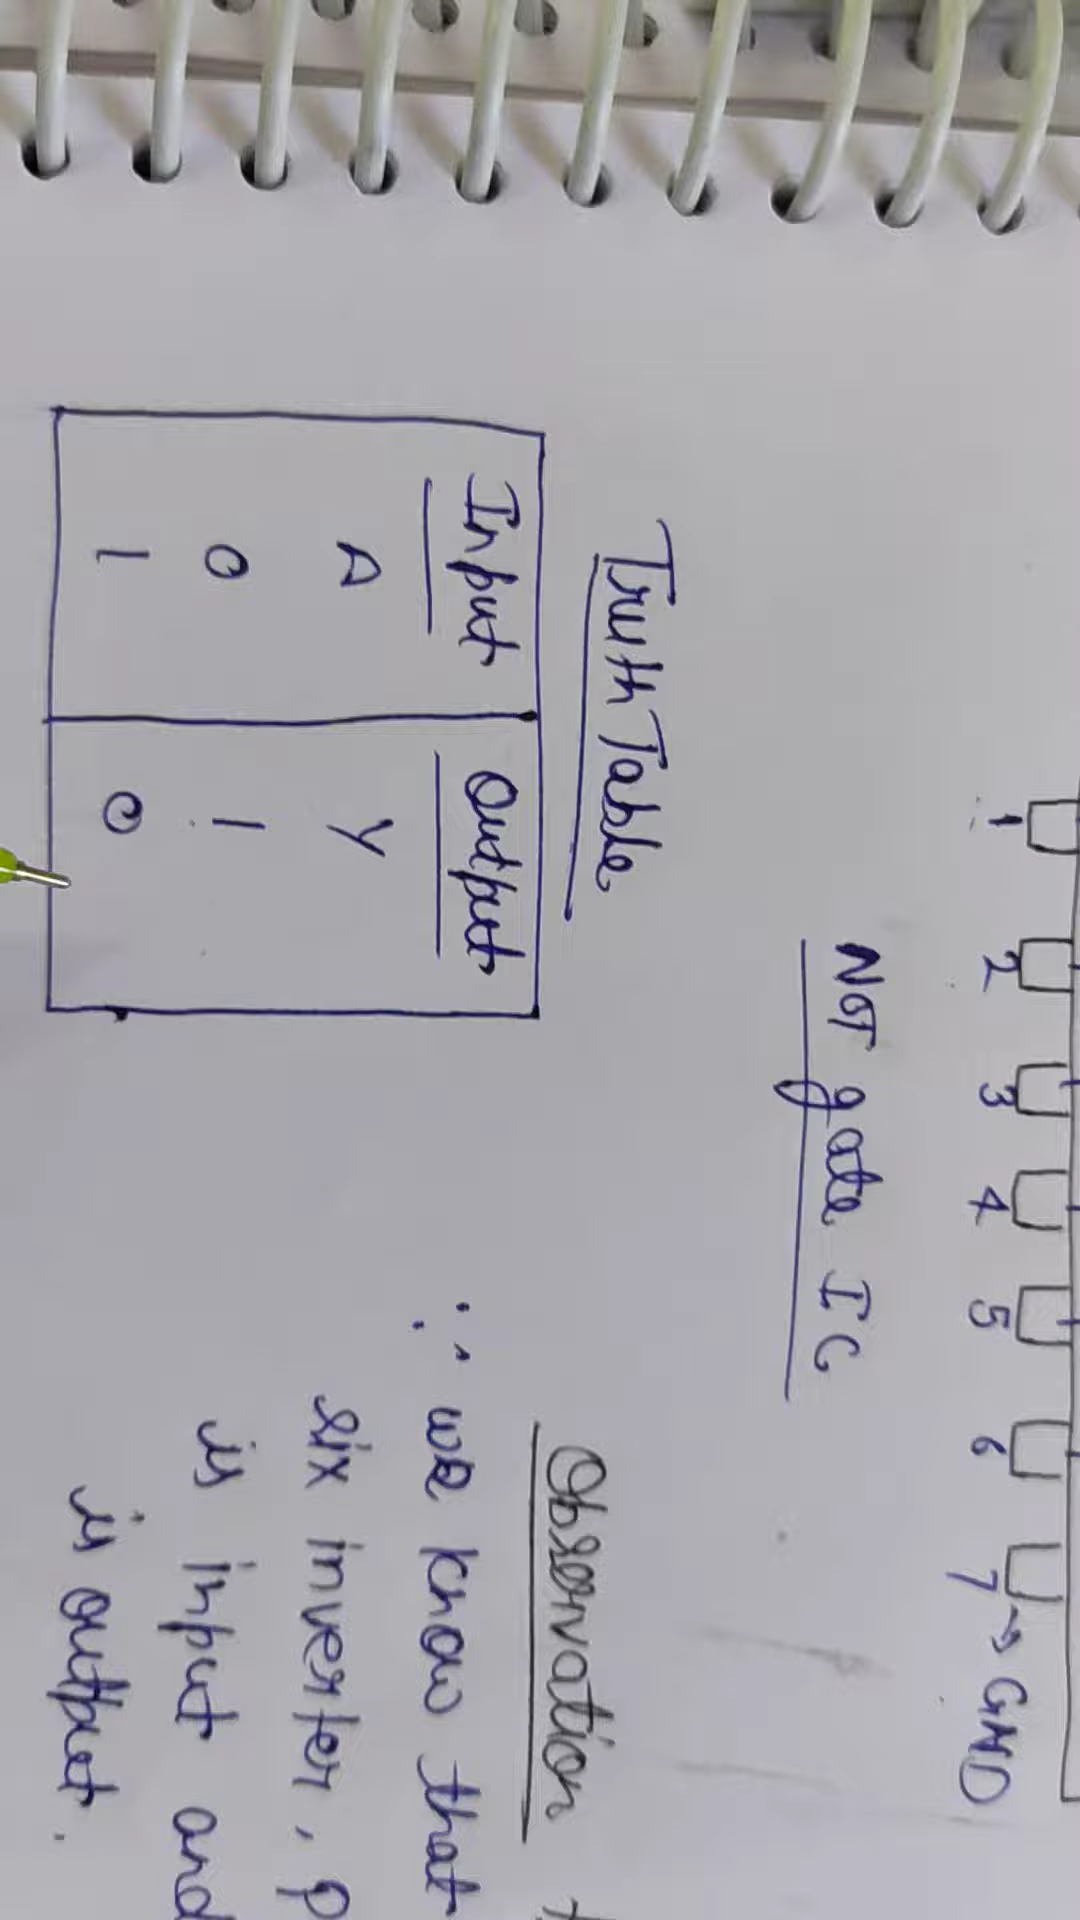 1 2 3 4 5 6 7 → GND
NOT gate IC
Truth Table
Input Output
A Y
0 1
1 0
Observation
∵ we know that
six inverter, P
is input and
is output.